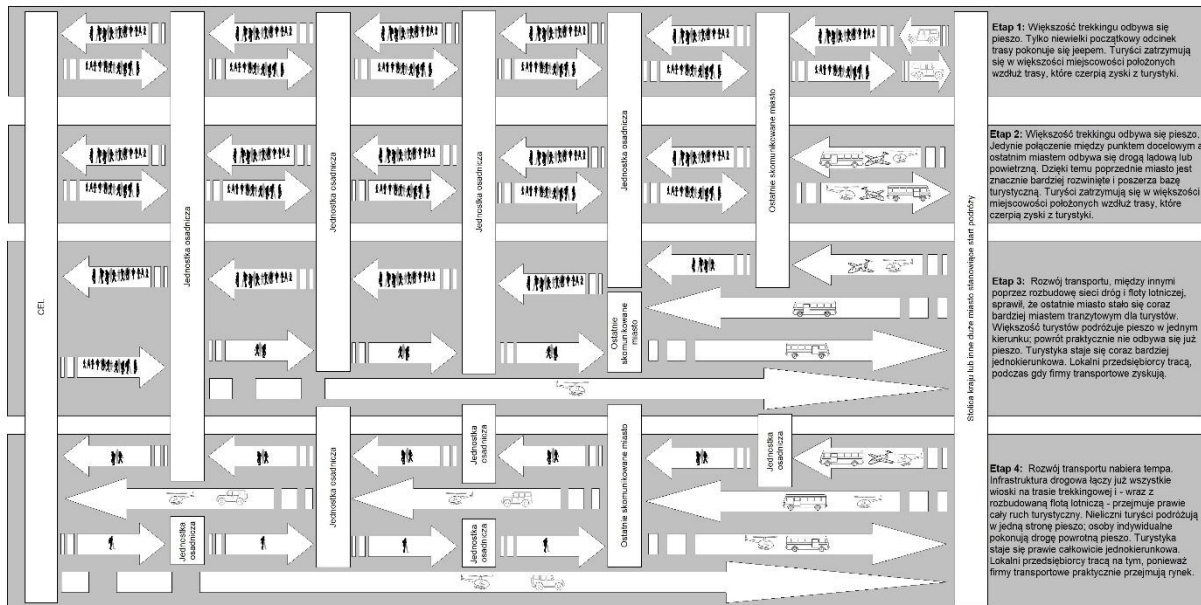 CEL
Jednostka osadnicza
Jednostka osadnicza
Jednostka osadnicza
Jednostka osadnicza
Ostatnie skomunikowane miasto
Stolica kraju lub inne duże miasto stanowiące start podróży
Ostatnie
skomunikowane
miasto
Jednostka
osadnicza
Jednostka osadnicza
Jednostka
osadnicza
Jednostka
osadnicza
Ostatnie skomunikowane miasto
Jednostka
osadnicza
Etap 1: Większość trekkingu odbywa się
pieszo. Tylko niewielki początkowy odcinek
trasy pokonuje się jeepem. Turyści zatrzymują
się w większości miejscowości położonych
wzdłuż trasy, które czerpią zyski z turystyki.
Etap 2: Większość trekkingu odbywa się pieszo.
Jedynie połączenie między punktem docelowym a
ostatnim miastem odbywa się drogą lądową lub
powietrzną. Dzięki temu poprzednie miasto jest
znacznie bardziej rozwinięte i poszerza bazę
turystyczną. Turyści zatrzymują się w większości
miejscowości położonych wzdłuż trasy, które
czerpią zyski z turystyki.
Etap 3: Rozwój transportu, między innymi
poprzez rozbudowę sieci dróg i floty lotniczej,
sprawił, że ostatnie miasto stało się coraz
bardziej miastem tranzytowym dla turystów.
Większość turystów podróżuje pieszo w jednym
kierunku; powrót praktycznie nie odbywa się już
pieszo. Turystyka staje się coraz bardziej
jednokierunkowa. Lokalni przedsiębiorcy tracą,
podczas gdy firmy transportowe zyskują.
Etap 4: Rozwój transportu nabiera tempa.
Infrastruktura drogowa łączy już wszystkie
wioski na trasie trekkingowej i - wraz z
rozbudowaną flotą lotniczą - przejmuje prawie
cały ruch turystyczny. Nieliczni turyści podróżują
w jedną stronę pieszo; osoby indywidualne
pokonują drogę powrotną pieszo. Turystyka
staje się prawie całkowicie jednokierunkowa.
Lokalni przedsiębiorcy tracą na tym, ponieważ
firmy transportowe praktycznie przejmują rynek.